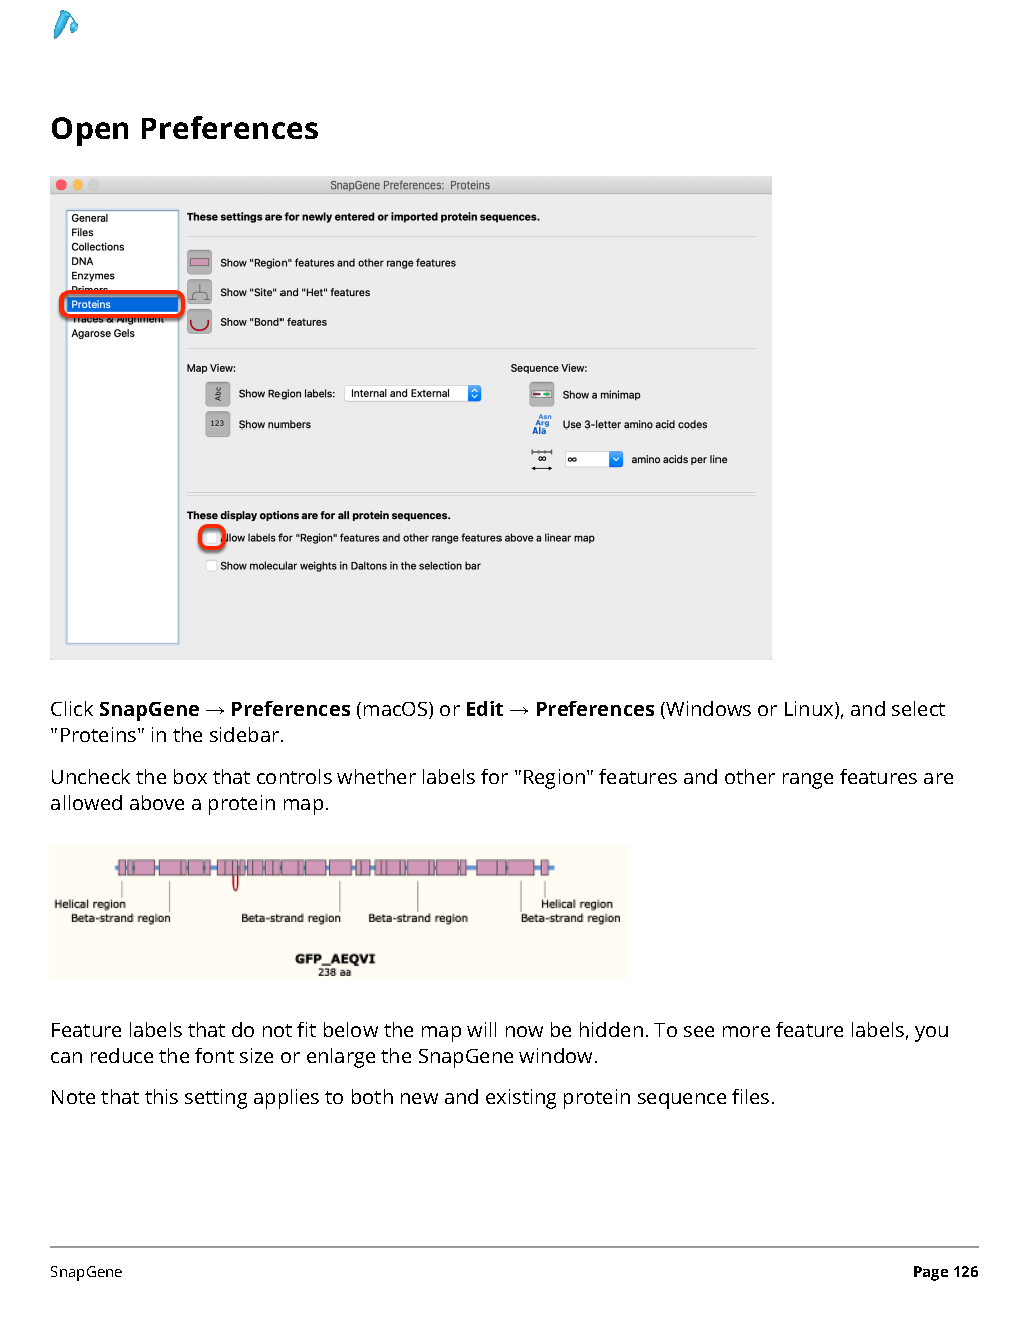 Open Preferences
SnapGene Preferences: Proteins
General
Files
Collections
DNA
Enzymes
Primers
Proteins
Traces & Alignment
Agarose Gels
These settings are for newly entered or imported protein sequences.
Show "Region" features and other range features
Show "Site" and "Het" features
Show "Bond" features
Map View:
Abc
Show Region labels: Internal and External
123
Show numbers
Sequence View:
Show a minimap
Asn
Arg
Ala
Use 3-letter amino acid codes
∞
∞ amino acids per line
These display options are for all protein sequences.
llow labels for "Region" features and other range features above a linear map
Show molecular weights in Daltons in the selection bar
Click SnapGene → Preferences (macOS) or Edit → Preferences (Windows or Linux), and select
"Proteins" in the sidebar.
Uncheck the box that controls whether labels for "Region" features and other range features are
allowed above a protein map.
Helical region
Beta-strand region
Beta-strand region
Beta-strand region
Helical region
Beta-strand region
GFP_AEQVI
238 aa
Feature labels that do not fit below the map will now be hidden. To see more feature labels, you
can reduce the font size or enlarge the SnapGene window.
Note that this setting applies to both new and existing protein sequence files.
SnapGene
Page 126